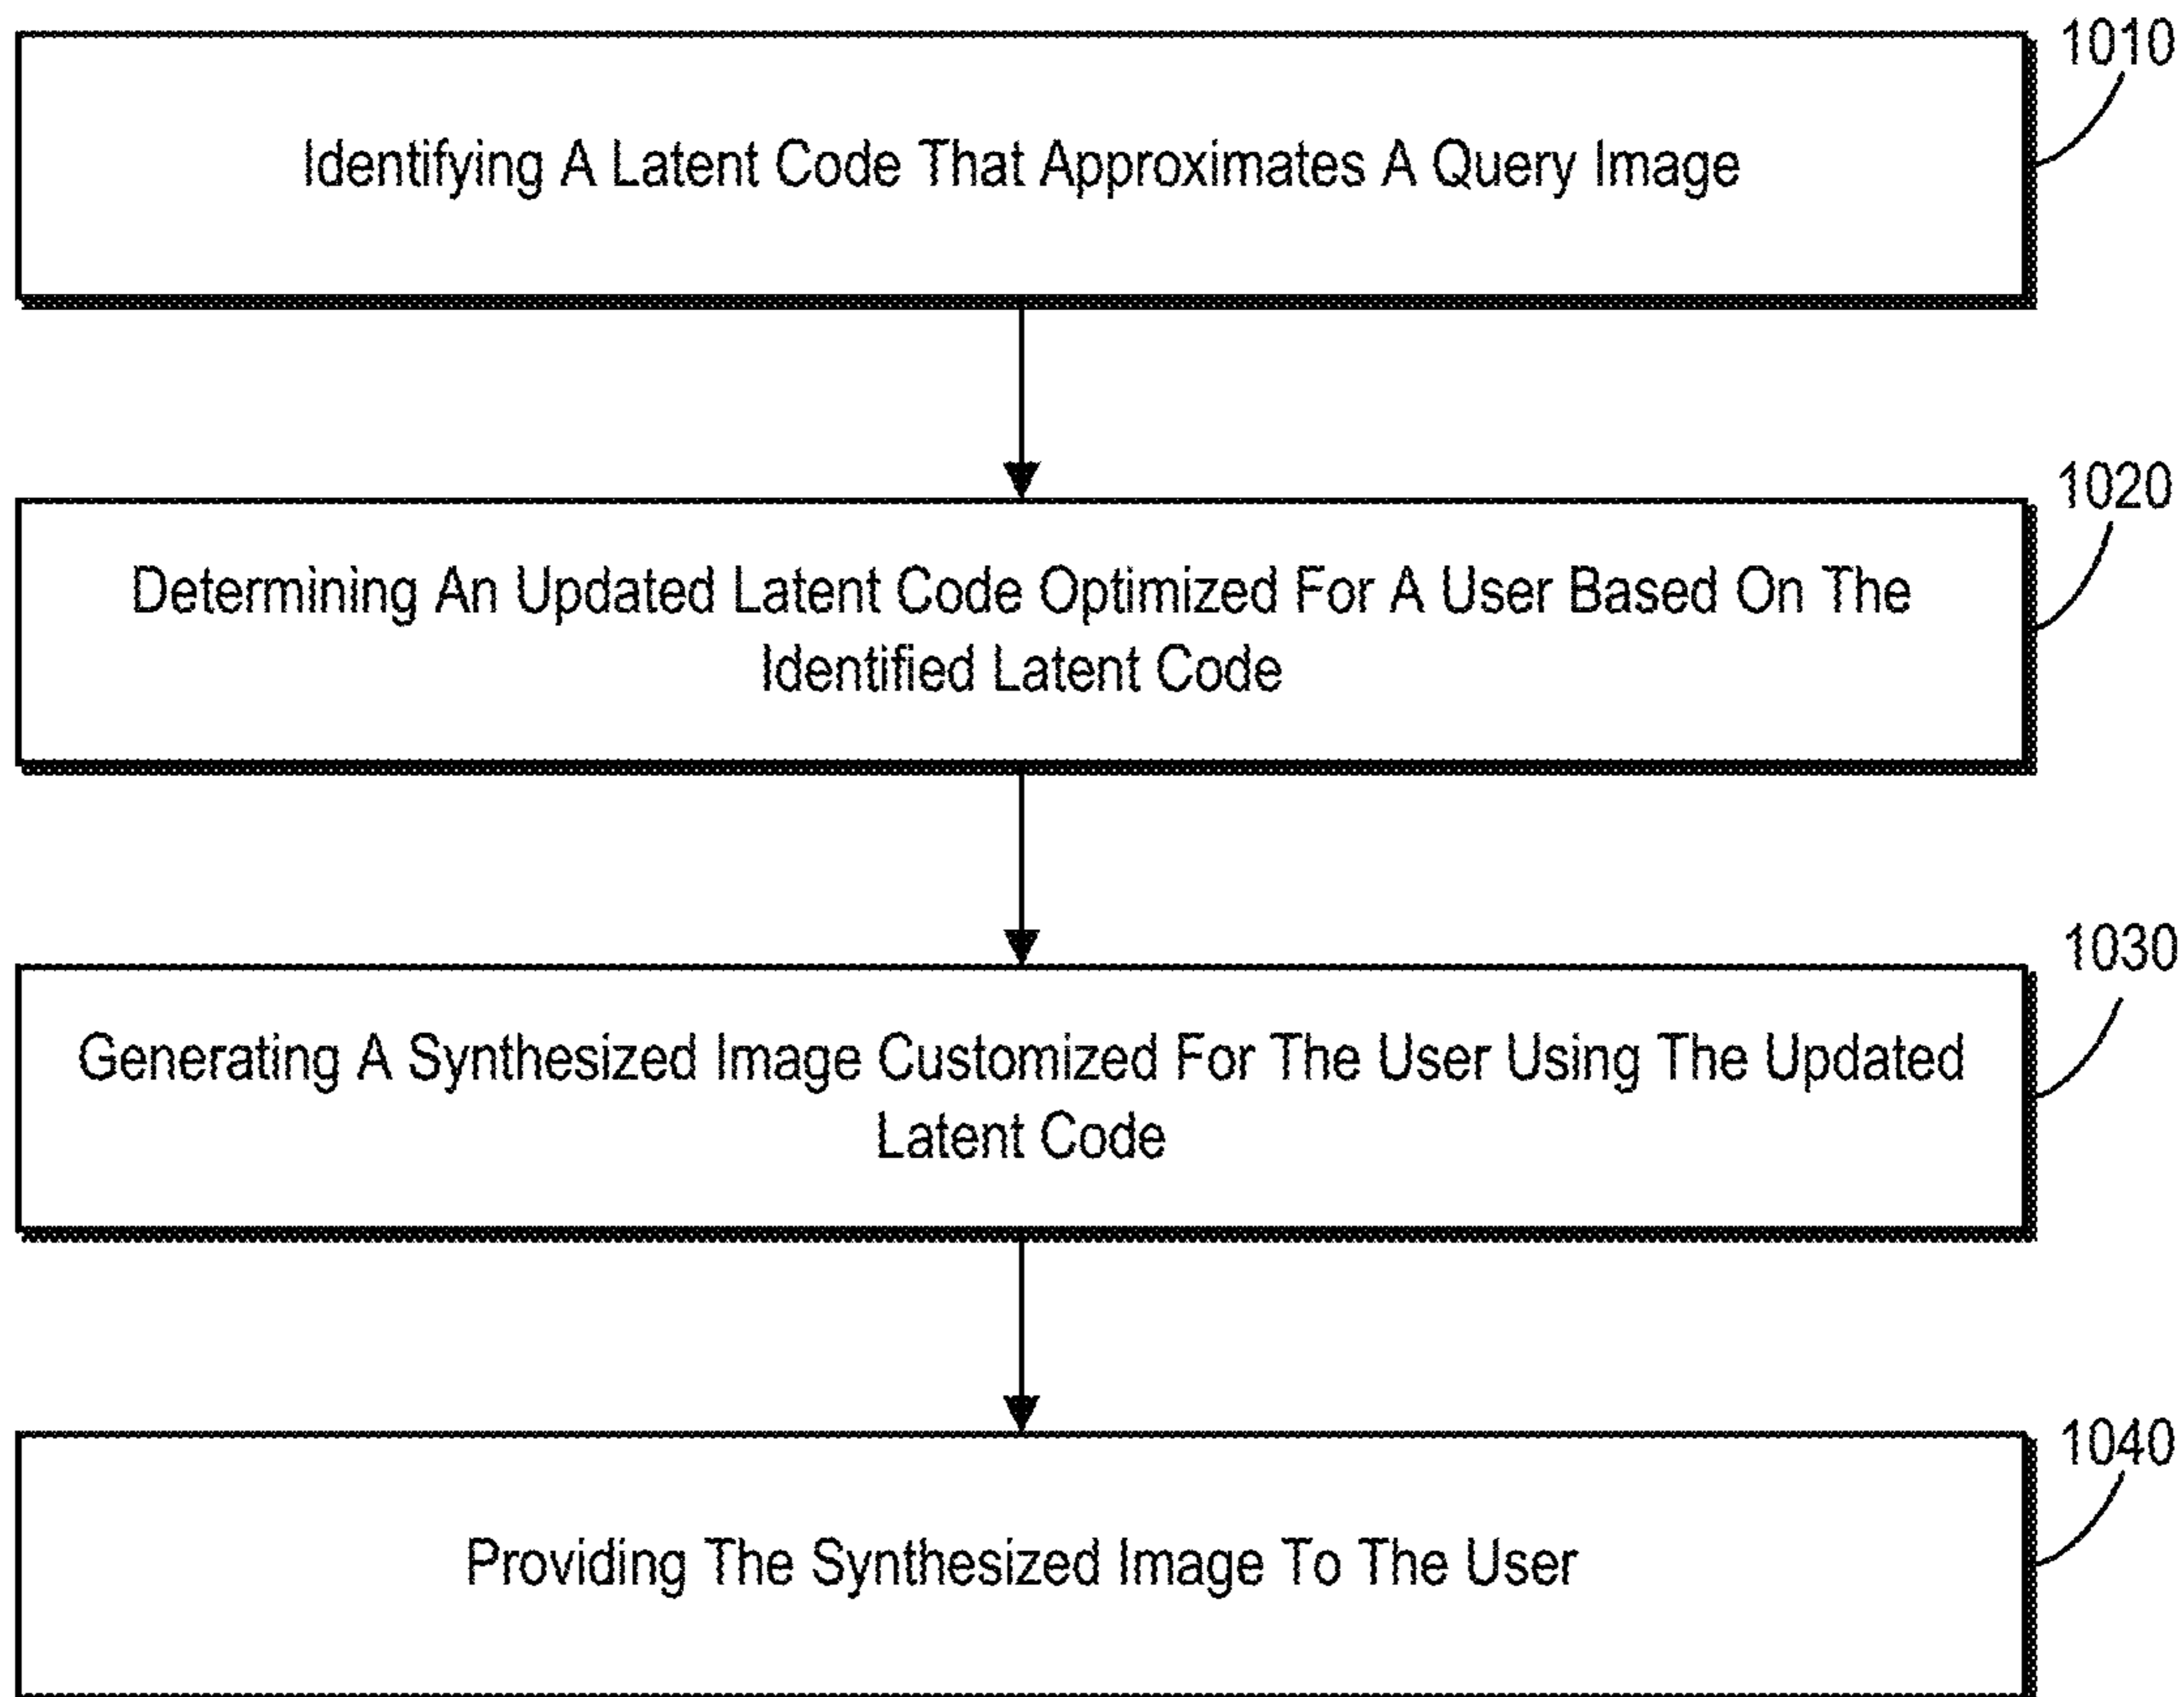 1010
Identifying A Latent Code That Approximates A Query Image
1020
Determining An Updated Latent Code Optimized For A User Based On The
Identified Latent Code
1030
Generating A Synthesized Image Customized For The User Using The Updated
Latent Code
1040
Providing The Synthesized Image To The User